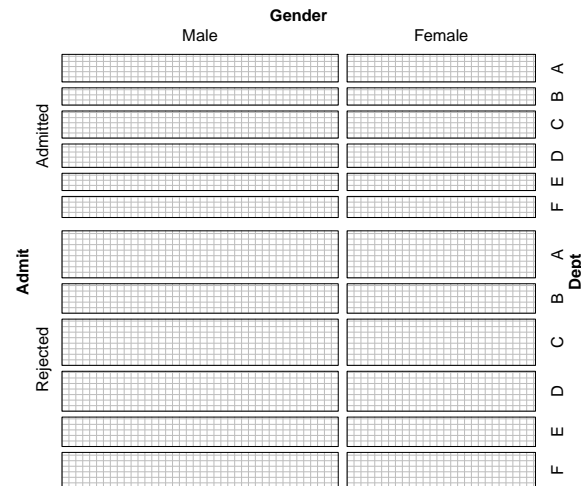 Gender
Male Female
Admit
Admitted
A
B
C
D
E
F
Rejected
A
B
C
D
E
F
Dept